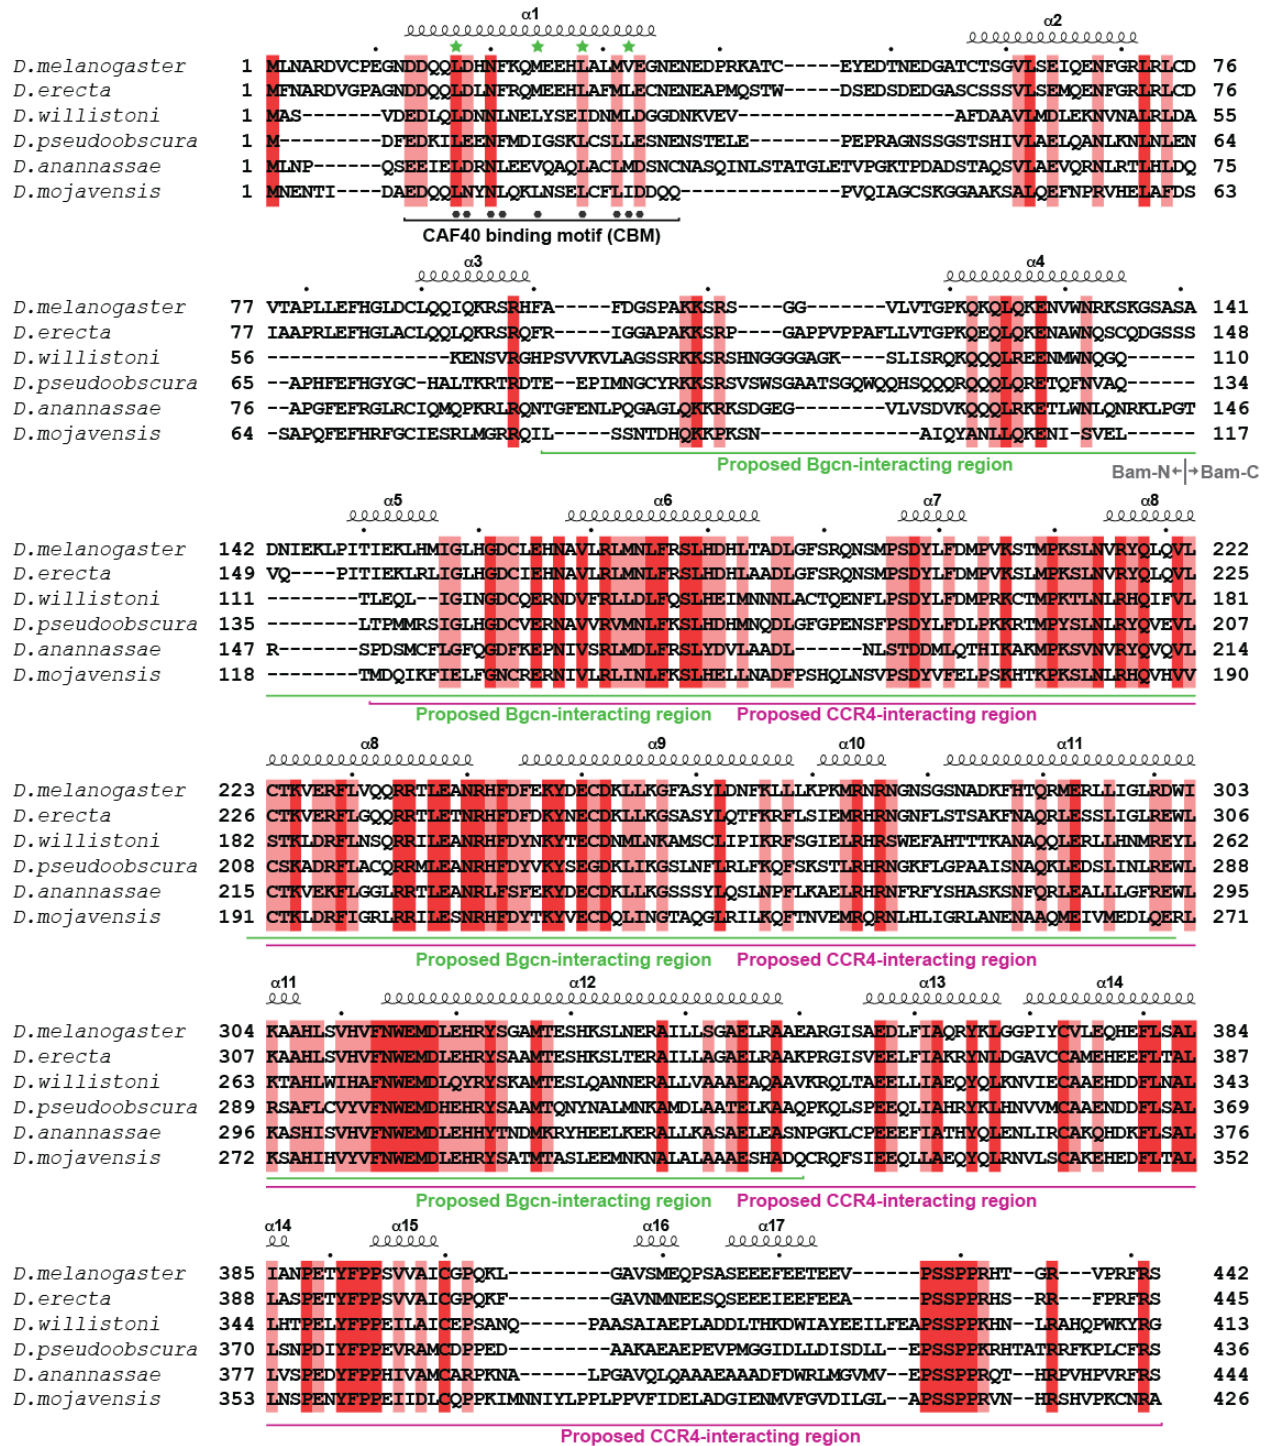 α1
α2
D.melanogaster 1 MLNARDVCPEGNDDQQLDHNFKQMEEHLALMVEGNENEDPRKATC-----EYEDTNEDGATCTSGVLSEIQENFGRLRLCD 76
D.erecta 1 MFNARDVGPAGNDDQQLDLNFRQMEEHLAFMLECNENEAPMQSTW-----DSEDSDEDGASCSSSVLSEMQENFGRLRLCD 76
D.willistoni 1 MAS-------VDEDLQLDNNLNELYSEIDNMLDGGDNKVEV-------------------AFDAAVLMDLEKNVNALRLDA 55
D.pseudoobscura 1 M---------DFEDKILEENFMDIGSKLCSLLESNENSTELE--------PEPRAGNSSGSTSHIVLAELQANLKNLNLEN 64
D.anannassae 1 MLNP------QSEEIELDRNLEEVQAQLACLMDSNCNASQINLSTATGLETVPGKTPDADSTAQSVLAEVQRNLRTLHLDQ 75
D.mojavensis 1 MNENTI----DAEDQQLNYNLQKLNSELCFLIDDQQ--------------PVQIAGCSKGGAAKSALQEFNPRVHELAFDS 63
CAF40 binding motif (CBM)
α3
α4
D.melanogaster 77 VTAPLLEFHGLDCLQQIQKRSRHFA-----FDGSPAKKSRS----GG-------VLVTGPKQKQLQKENVWNRKSKGSASA 141
D.erecta 77 IAAPRLEFHGLACLQQLQKRSRQFR-----IGGAPAKKSRP----GAPPVPPAFLLVTGPKQEQLQKENAWNQSCQDGSSS 148
D.willistoni 56 ----------------KENSVRGHPSVVKVLAGSSRKKSRSHNGGGGAGK----SLISRQKQQQLREENMWNQGQ------ 110
D.pseudoobscura 65 --APHFEFHGYGC-HALTKRTRDTE--EPIMNGCYRKKSRSVSWSGAATSGQWQQHSQQQRQQQLQRETQFNVAQ------ 134
D.anannassae 76 --APGFEFRGLRCIQMQPKRLRQNTGFENLPQGAGLQKKRKSDGEG--------VLVSDVKQQQLRKETLWNLQNRKLPGT 146
D.mojavensis 64 -SAPQFEFHRFGCIESRLMGRRQIL-----SSNTDHQKKPKSN--------------AIQYANLLQKENI-SVEL------ 117
Proposed Bgcn-interacting region
Bam-N←|→Bam-C
α5
α6
α7
α8
D.melanogaster 142 DNIEKLPITIEKLHMIGLHGDCLEHNAVLRLMNLFRSLHDHLTADLGFSRQNSMPSDYLFDMPVKSTMPKSLNVRYQLQVL 222
D.erecta 149 VQ----PITIEKLRLIGLHGDCIEHNAVLRLMNLFRSLHDHLAADLGFSRQNSMPSDYLFDMPVKSLMPKSLNVRYQLQVL 225
D.willistoni 111 --------TLEQL--IGINGDCQERNDVFRLLDLFQSLHEIMNNNLACTQENFLPSDYLFDMPRKCTMPKTLNLRHQIFVL 181
D.pseudoobscura 135 --------LTPMMRSIGLHGDCVERNAVVRVMNLFKSLHDHMNQDLGFGPENSFPSDYLFDLPKKRTMPYSLNLRYQVEVL 207
D.anannassae 147 R-------SPDSMCFLGFQGDFKEPNIVSRLMDLFRSLYDVLAADL------NLSTDDMLQTHIKAKMPKSVNVRYQVQVL 214
D.mojavensis 118 --------TMDQIKFIELFGNCRERNIVLRLINLFKSLHELLNADFPSHQLNSVPSDYVFELPSKHTKPKSLNLRHQVHVV 190
Proposed Bgcn-interacting region Proposed CCR4-interacting region
α8
α9
α10
α11
D.melanogaster 223 CTKVERFLVQQRRTLEANRHFDFEKYDECDKLLKGFASYLDNFKLLLKPKMRNRNGNSGSNADKFHTQRMERLLIGLRDWI 303
D.erecta 226 CTKVERFLGQQRRTLETNRHFDFDKYNECDKLLKGSASYLQTFKRFLSIEMRHRNGNFLSTSAKFNAQRLESSLIGLREWL 306
D.willistoni 182 STKLDRFLNSQRRILEANRHFDYNKYTECDNMLNKAMSCLIPIKRFSGIELRHRSWEFAHTTTKANAQQLERLLHNMREYL 262
D.pseudoobscura 208 CSKADRFLACQRRMLEANRHFDYVKYSEGDKLIKGSLNFLRLFKQFSKSTLRHRNGKFLGPAAISNAQKLEDSLINLREWL 288
D.anannassae 215 CTKVEKFLGGLRRTLEANRLFSFEKYDECDKLLKGSSSYLQSLNPFLKAELRHRNFRFYSHASKSNFQRLEALLLGFREWL 295
D.mojavensis 191 CTKLDRFIGRLRRILESNRHFDYTKYVECDQLINGTAQGLRILKQFTNVEMRQRNLHLIGRLANENAAQMEIVMEDLQERL 271
Proposed Bgcn-interacting region Proposed CCR4-interacting region
α11
α12
α13
α14
D.melanogaster 304 KAAHLSVHVFNWEMDLEHRYSGAMTESHKSLNERAILLSGAELRAAEARGISAEDLFIAQRYKLGGPIYCVLEQHEFLSAL 384
D.erecta 307 KAAHLSVHVFNWEMDLEHRYSAAMTESHKSLTERAILLAGAELRAAKPRGISVEELFIAKRYNLDGAVCCAMEHEEFLTAL 387
D.willistoni 263 KTAHLWIHAFNWEMDLQYRYSKAMTESLQANNERALLVAAAEAQAAVKRQLTAEELLIAEQYQLKNVIECAAEHDDFLNAL 343
D.pseudoobscura 289 RSAFLCVYVFNWEMDHEHRYSAAMTQNYNALMNKAMDLAATELKAAQPKQLSPEEQLIAHRYKLHNVVMCAAENDDFLSAL 369
D.anannassae 296 KASHISVHVFNWEMDLEHHYTNDMKRYHEELKERALLKASAELEASNPGKLCPEEEFIATHYQLENLIRCAKQHDKFLSAL 376
D.mojavensis 272 KSAHIHVYVFNWEMDLEHRYSATMTASLEEMNKNALALAAAESHADQCRQFSIEEQLLAEQYQLRNVLSCAKEHEDFLTAL 352
Proposed Bgcn-interacting region Proposed CCR4-interacting region
α14
α15
α16
α17
D.melanogaster 385 IANPETYFPPSVVAICGPQKL---------GAVSMEQPSASEEEFEETEEV------PSSPPRHT--GR---VPRFRS 442
D.erecta 388 LASPETYFPPSVVAICGPQKF---------GAVNMNEESQSEEEIEEFEEA------PSSPPRHS--RR---FPRFRS 445
D.willistoni 344 LHTPELYFPPEILAICEPSANQ------PAASAIAEPLADDLTHKDWIAYEEILFEAPSSPPKHN--LRAHQPWKYRG 413
D.pseudoobscura 370 LSNPDIYFPPEVRAMCDPPED---------AAKAEAEPEVPMGGIDLLDISDLL--EPSSPPKRHTATRRFKPLCFRS 436
D.anannassae 377 LVSPEDYFPPHIVAMCARPKNA------LPGAVQLQAAAEAAADFDWRLMGVMV--EPSSPPRQT--HRPVHPVRFRS 444
D.mojavensis 353 LNSPENYFPPEIIDLCQPPKIMNNIYLPPLPPVFIDELADGIENMVFGVDILGL--APSSPPRVN--HRSHVPKCNRA 426
Proposed CCR4-interacting region